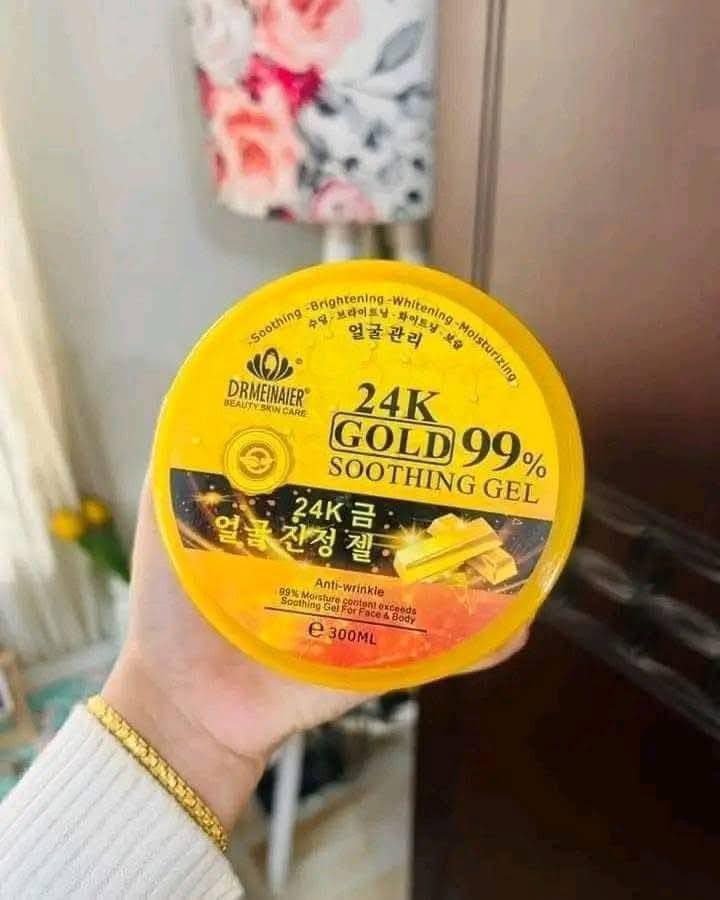 -Soothing -Brightening -Whitening -Moisturizing-
수딩 - 브라이트닝 - 화이트닝 - 보습
얼굴관리
DRMEINAIER®
BEAUTY SKIN CARE
24K
GOLD 99%
SOOTHING GEL
24K 금
얼굴 진정 젤
Anti-wrinkle
99% Moisture content exceeds
Soothing Gel For Face & Body
e 300ML